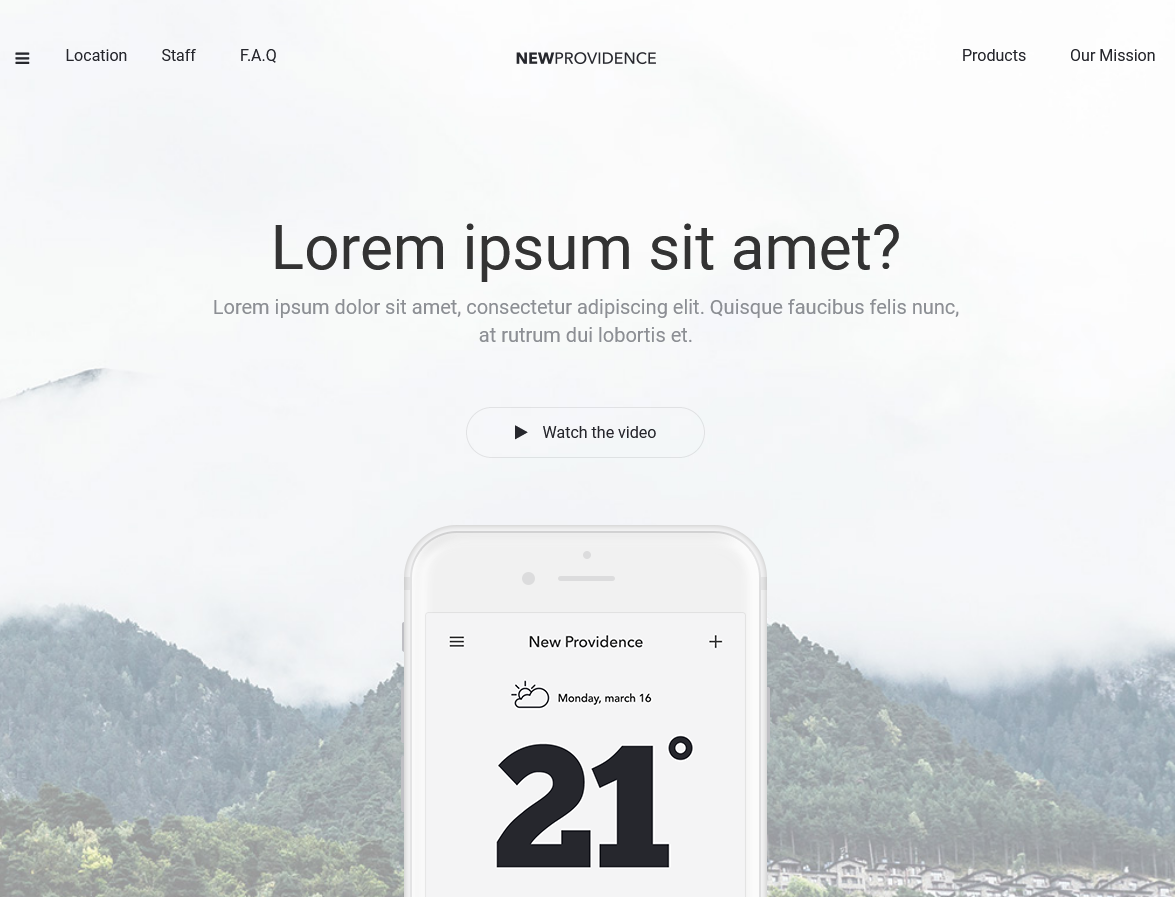 Location Staff F.A.Q NEWPROVIDENCE Products Our Mission
Lorem ipsum sit amet?
Lorem ipsum dolor sit amet, consectetur adipiscing elit. Quisque faucibus felis nunc,
at rutrum dui lobortis et.
Watch the video
New Providence
Monday, march 16
21°